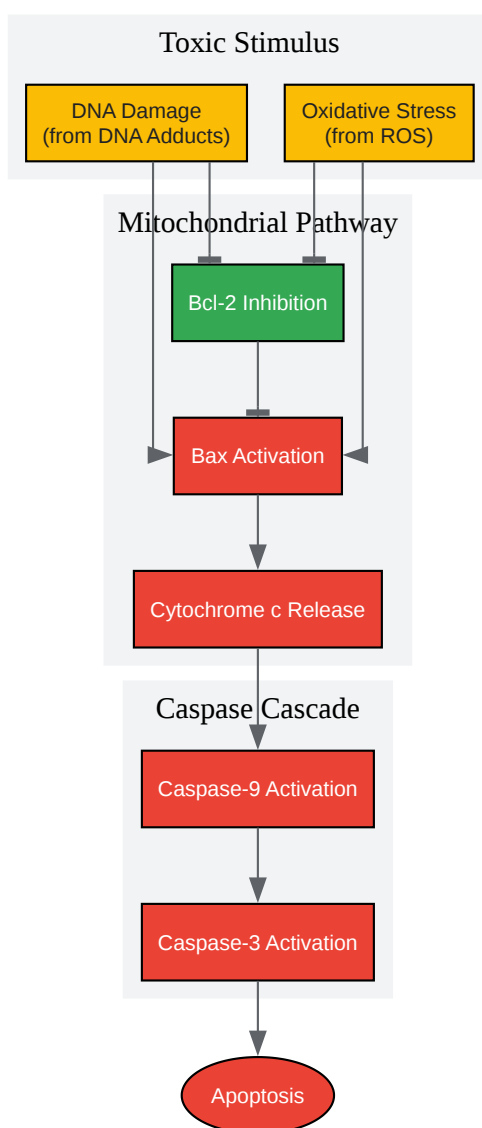 Toxic Stimulus
DNA Damage
(from DNA Adducts)
Oxidative Stress
(from ROS)
Mitochondrial Pathway
Bcl-2 Inhibition
Bax Activation
Cytochrome c Release
Caspase Cascade
Caspase-9 Activation
Caspase-3 Activation
Apoptosis